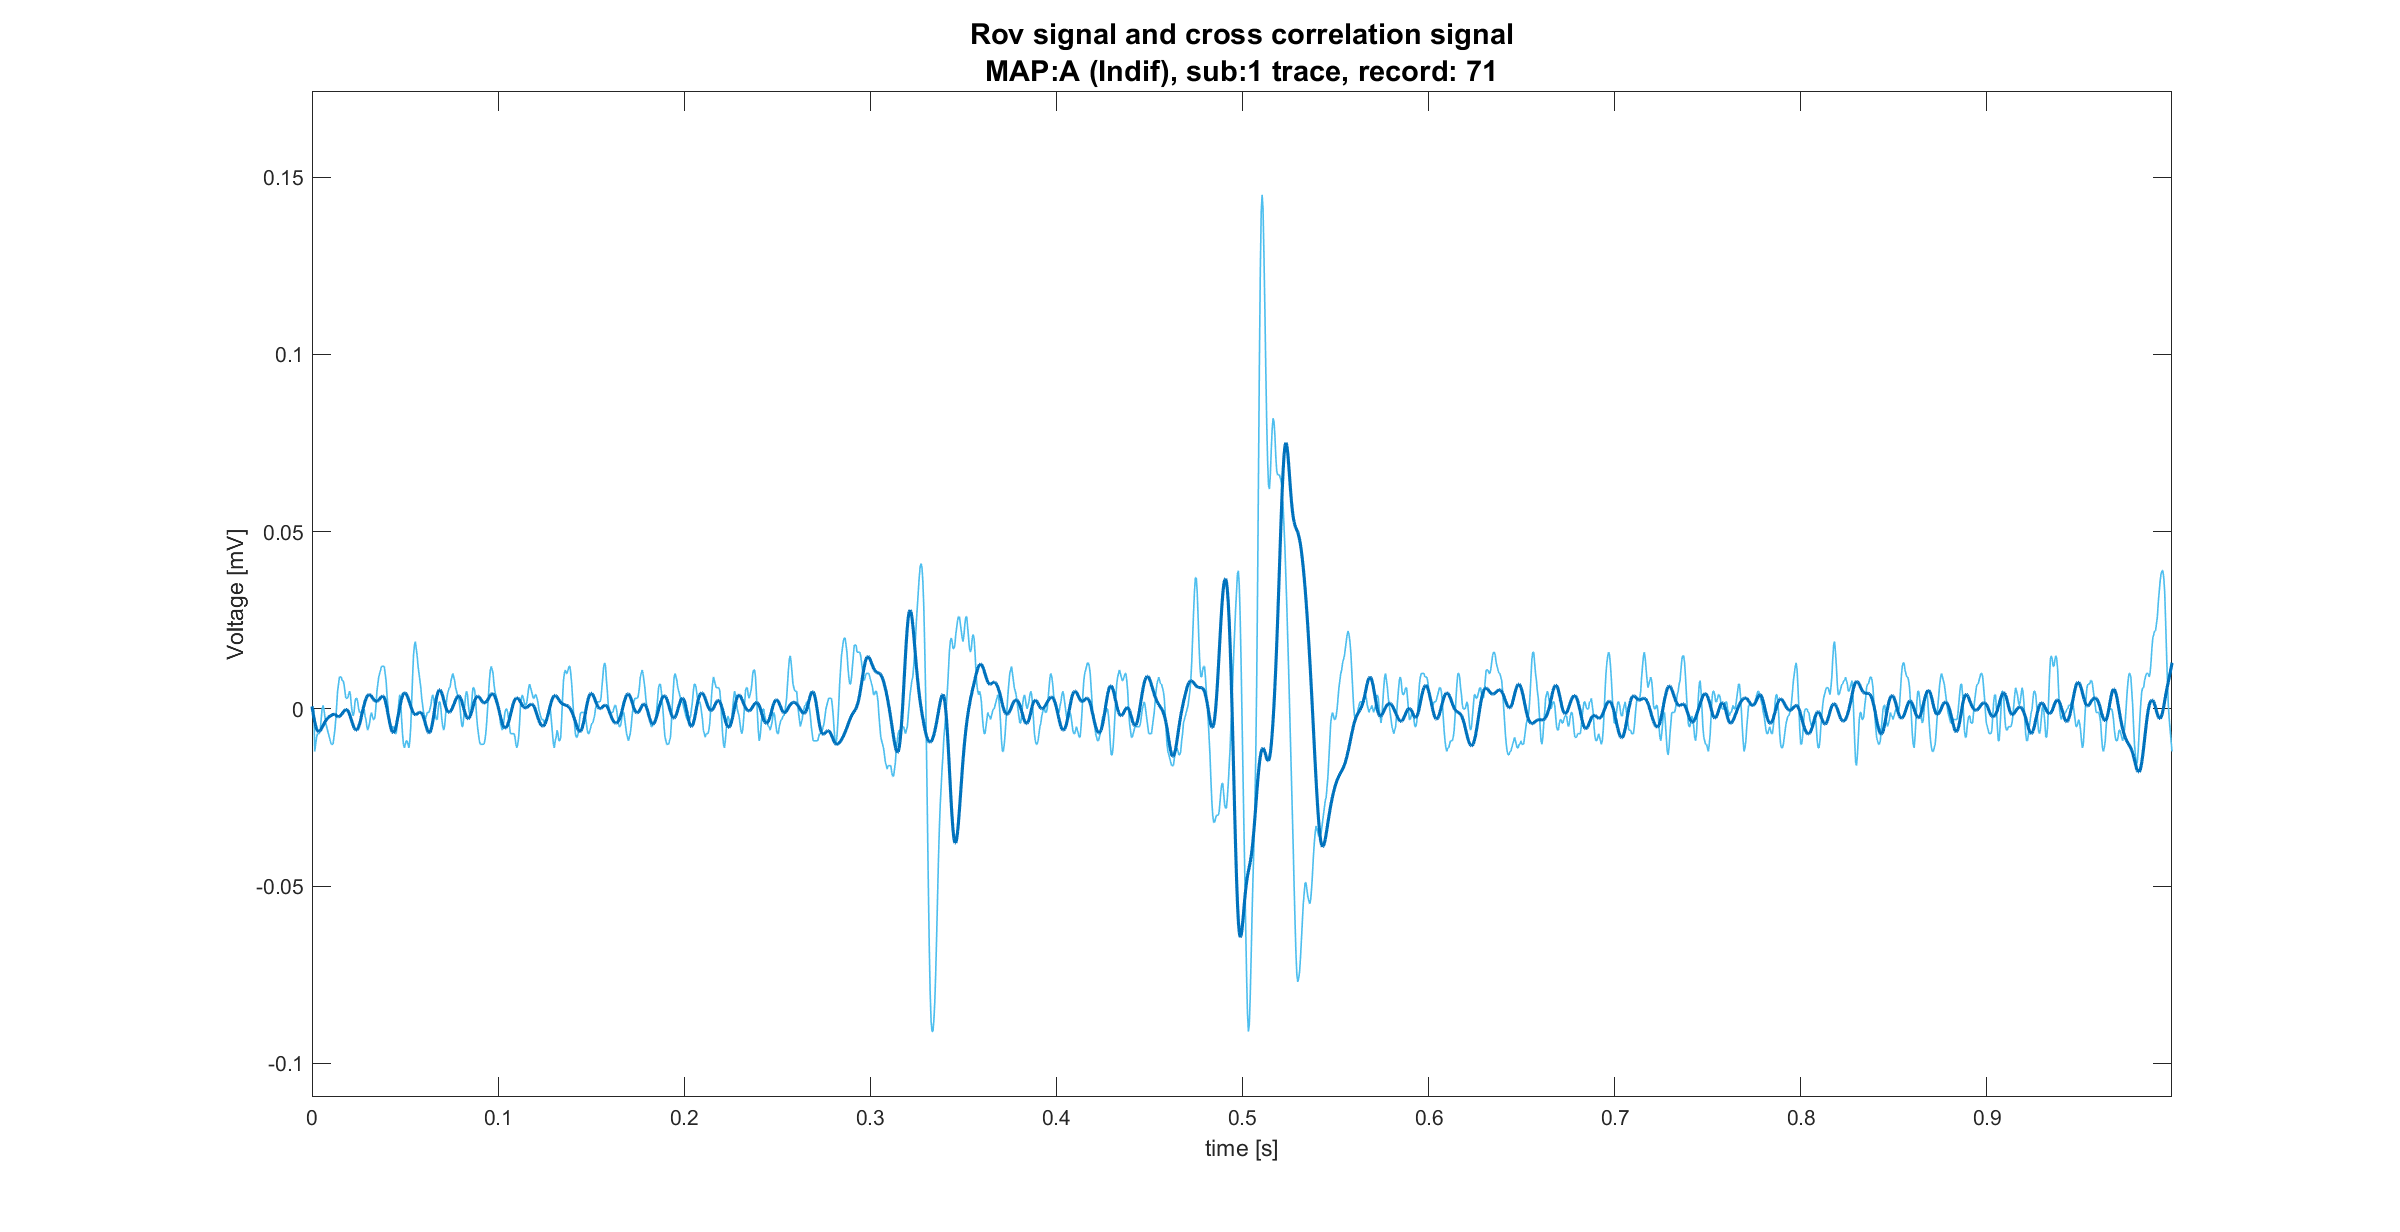 Rov signal and cross correlation signal
MAP:A (Indif), sub:1 trace, record: 71
0.15
0.1
0.05
0
-0.05
-0.1
Voltage [mV]
0 0.1 0.2 0.3 0.4 0.5 0.6 0.7 0.8 0.9
time [s]